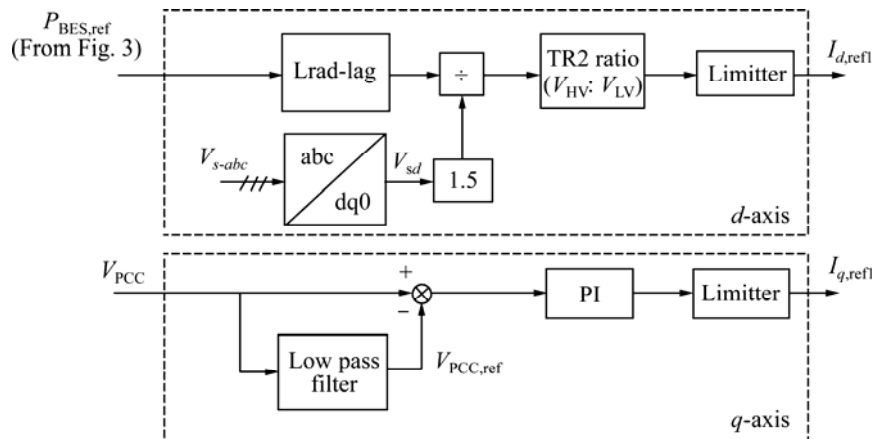 P_BES,ref
(From Fig. 3)
Lrad-lag
÷
TR2 ratio
(V_HV: V_LV)
Limitter
I_d,ref1
V_s-abc
abc
dq0
V_sd
1.5
d-axis
V_PCC
+
−
PI
Limitter
I_q,ref1
Low pass
filter
V_PCC,ref
q-axis